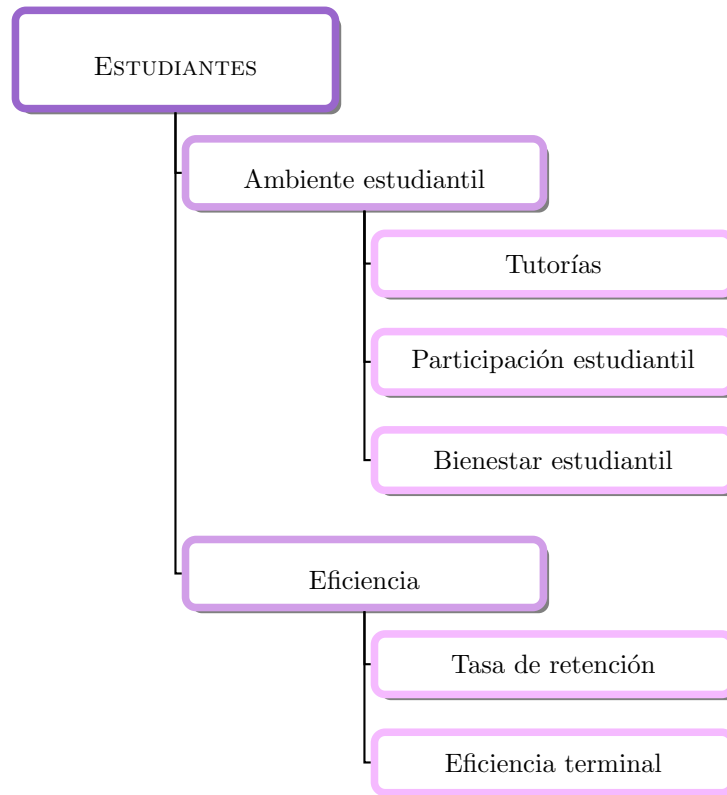 ESTUDIANTES
Ambiente estudiantil
Tutorías
Participación estudiantil
Bienestar estudiantil
Eficiencia
Tasa de retención
Eficiencia terminal